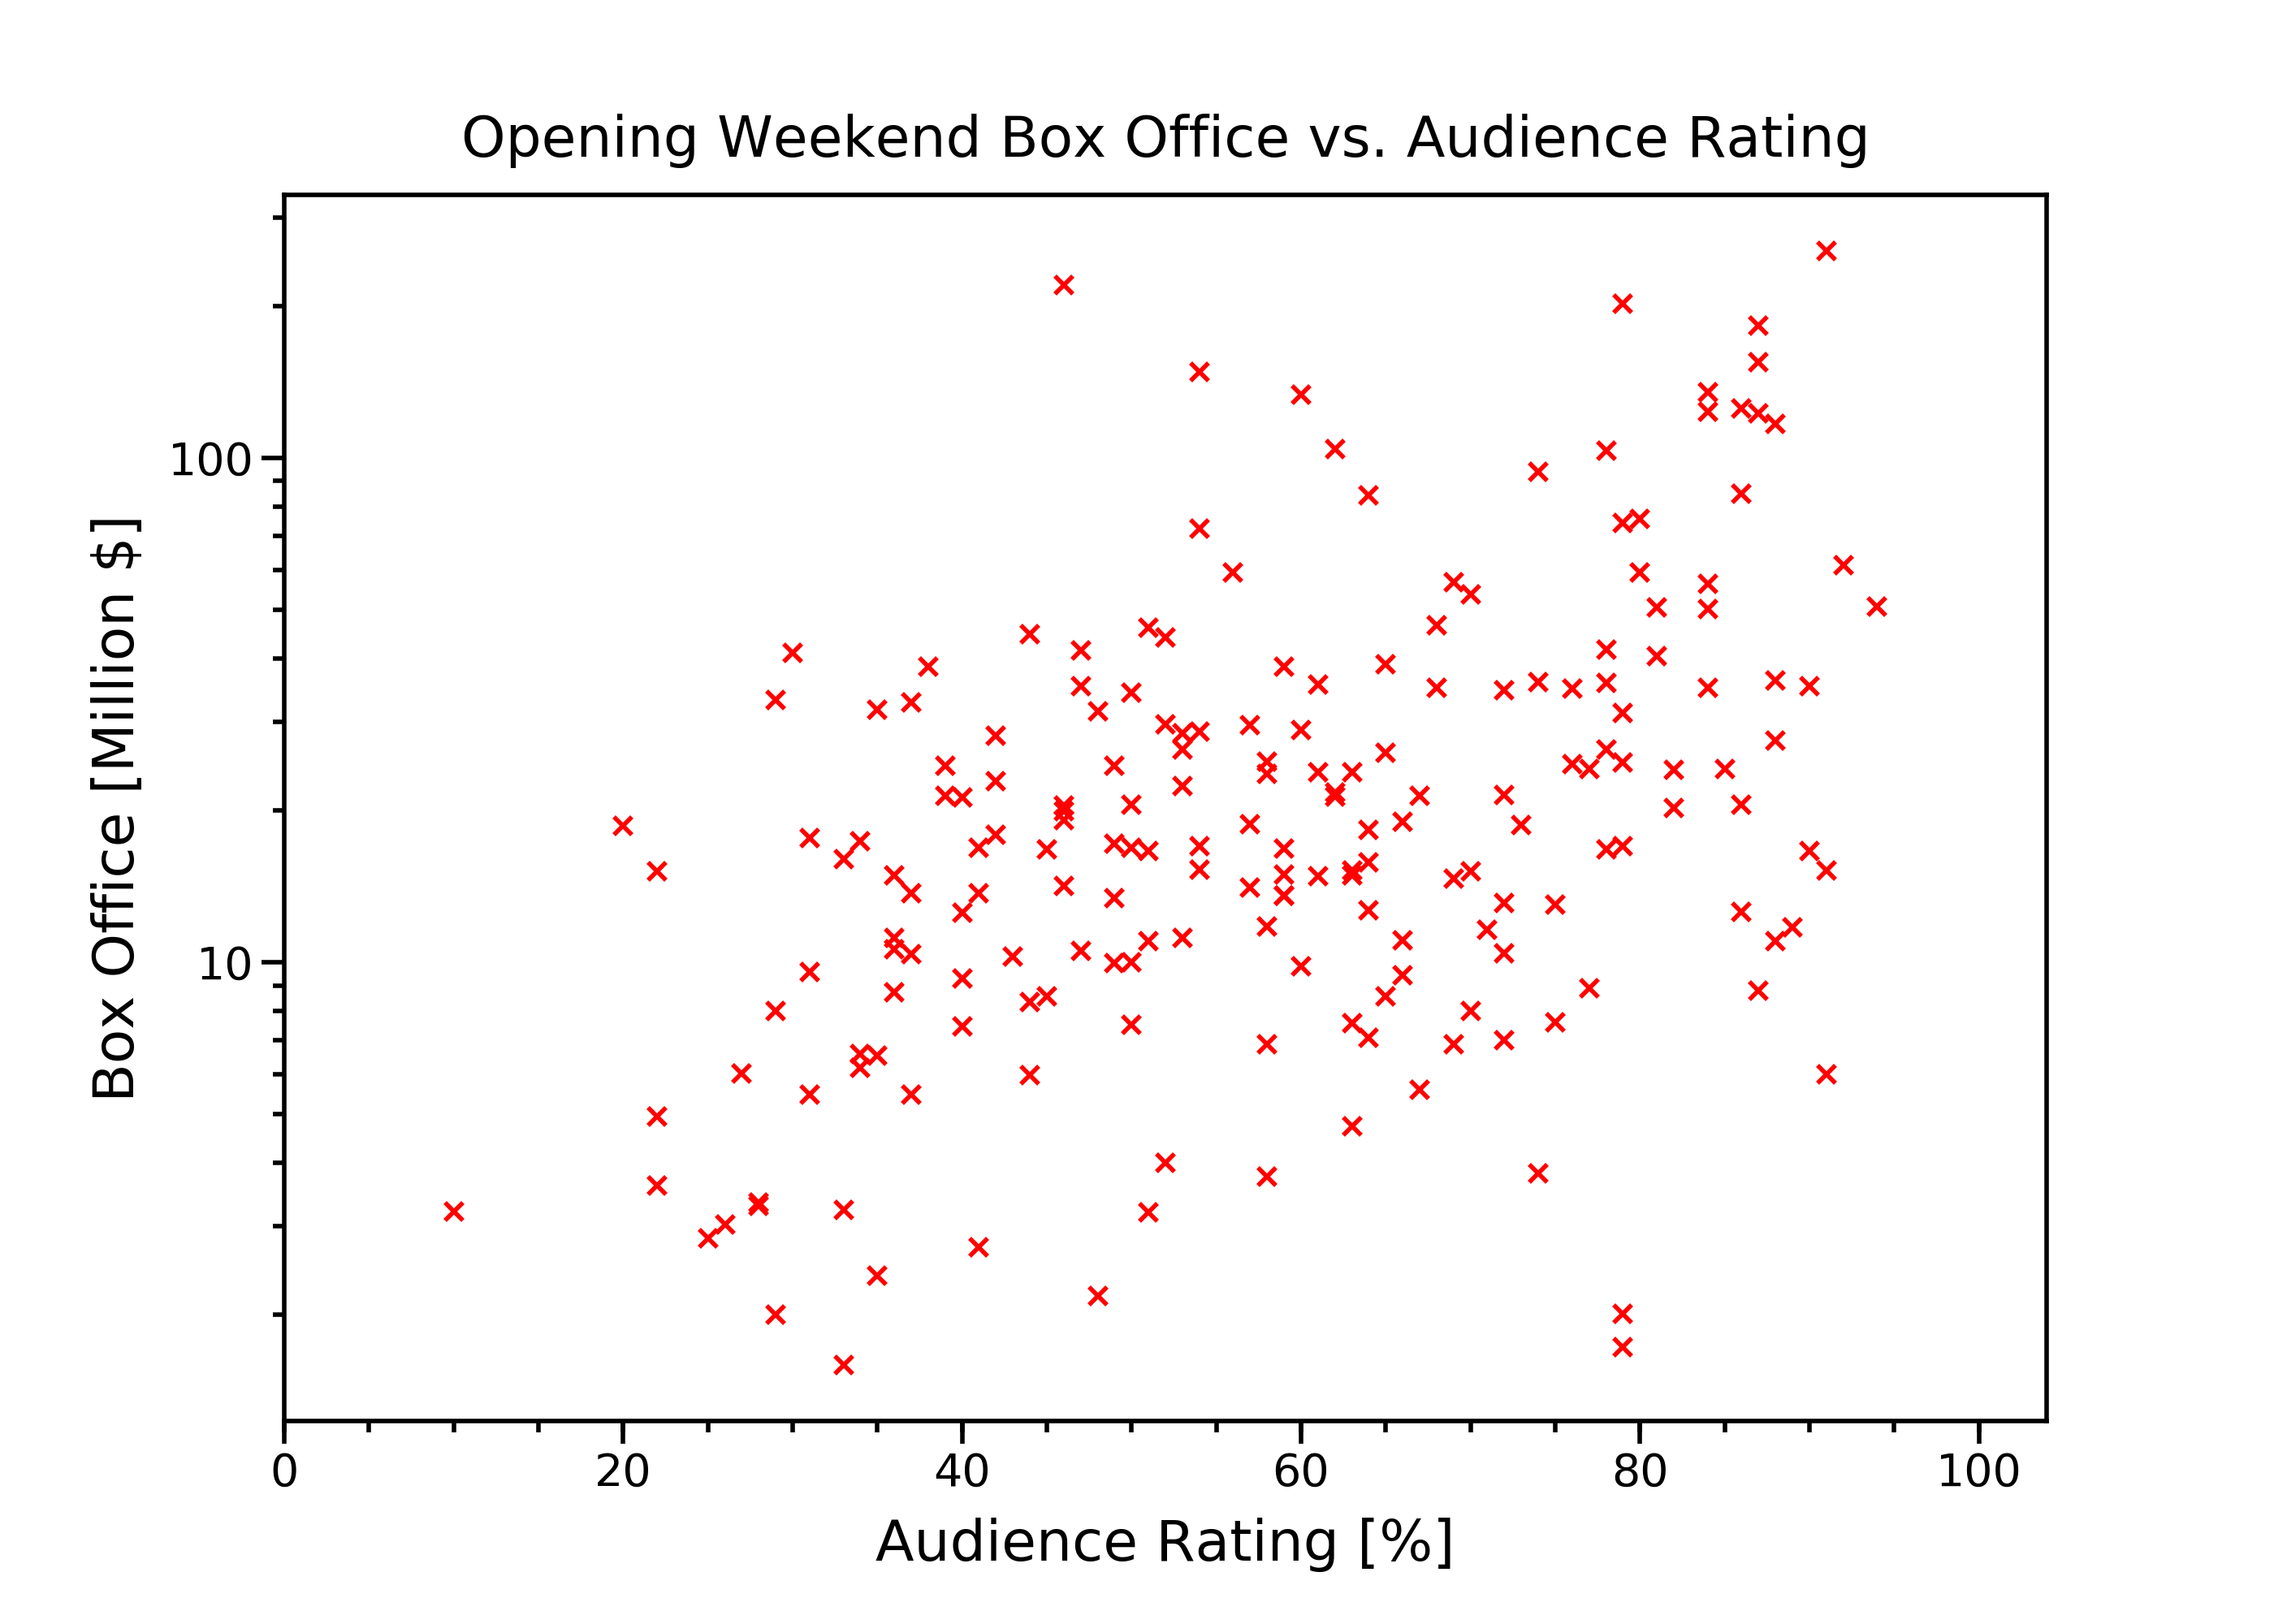 Opening Weekend Box Office vs. Audience Rating
Box Office [Million $]
100
10
0 20 40 60 80 100
Audience Rating [%]